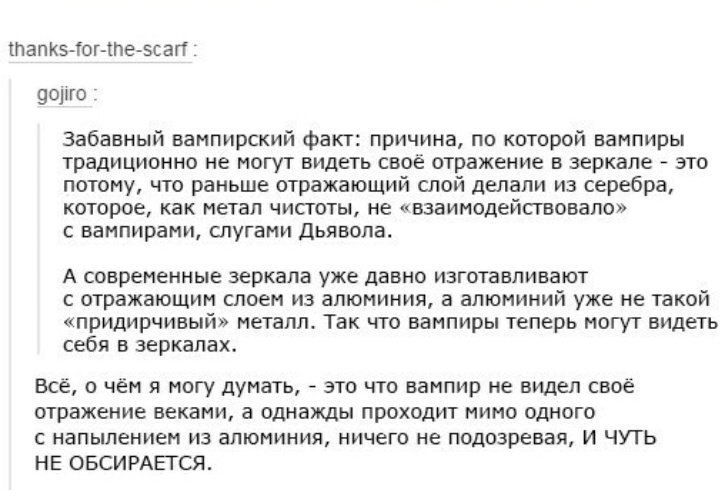 thanks-for-the-scarf :
gojiro :
Забавный вампирский факт: причина, по которой вампиры
традиционно не могут видеть своё отражение в зеркале - это
потому, что раньше отражающий слой делали из серебра,
которое, как метал чистоты, не «взаимодействовало»
с вампирами, слугами Дьявола.
А современные зеркала уже давно изготавливают
с отражающим слоем из алюминия, а алюминий уже не такой
«придирчивый» металл. Так что вампиры теперь могут видеть
себя в зеркалах.
Всё, о чём я могу думать, - это что вампир не видел своё
отражение веками, а однажды проходит мимо одного
с напылением из алюминия, ничего не подозревая, И ЧУТЬ
НЕ ОБСИРАЕТСЯ.